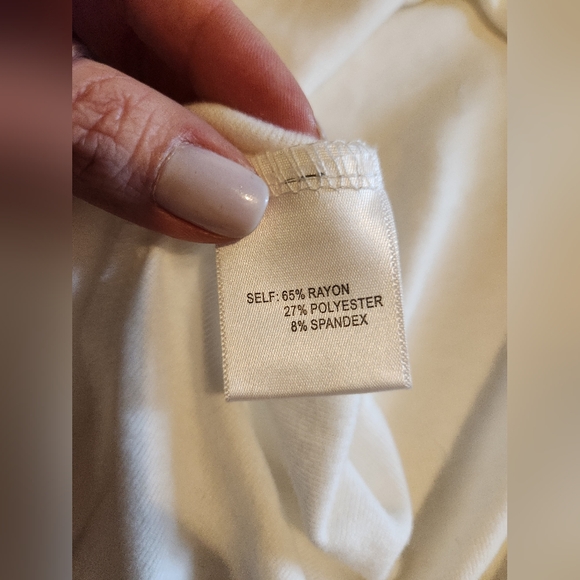 SELF: 65% RAYON
27% POLYESTER
8% SPANDEX